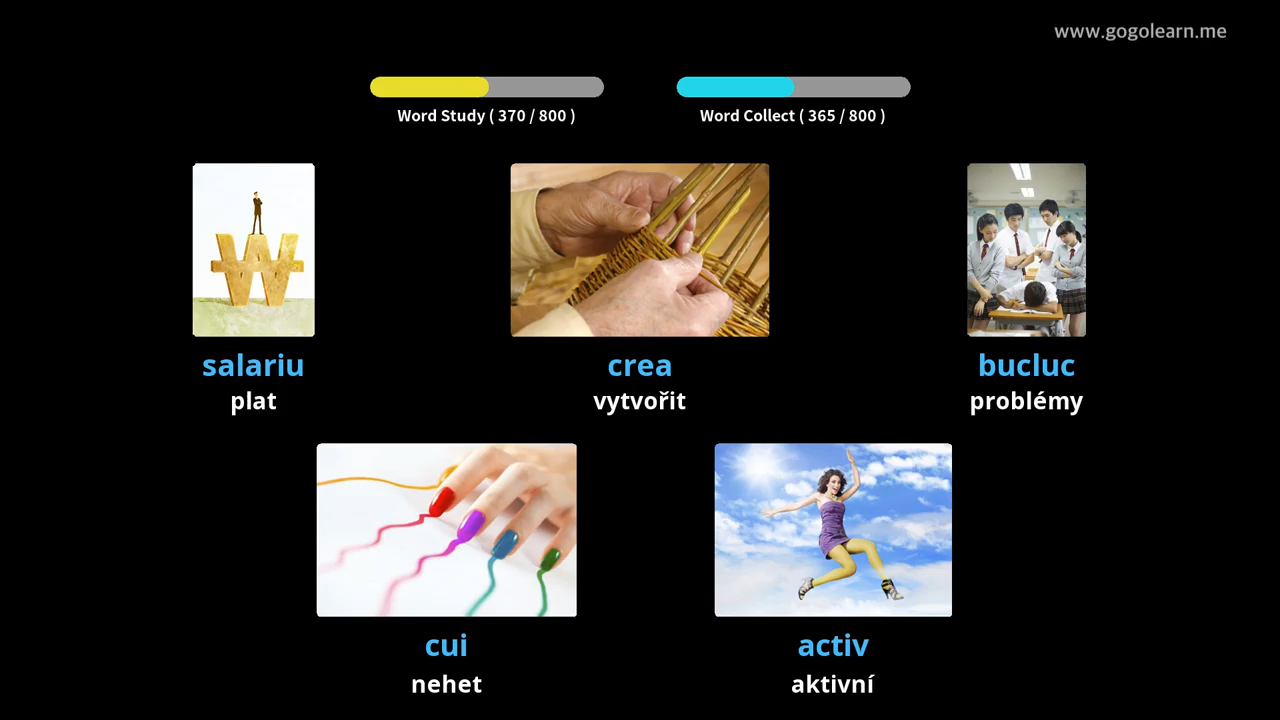 www.gogolearn.me
Word Study ( 370 / 800 )
Word Collect ( 365 / 800 )
salariu
plat
crea
vytvořit
bucluc
problémy
cui
nehet
activ
aktivní